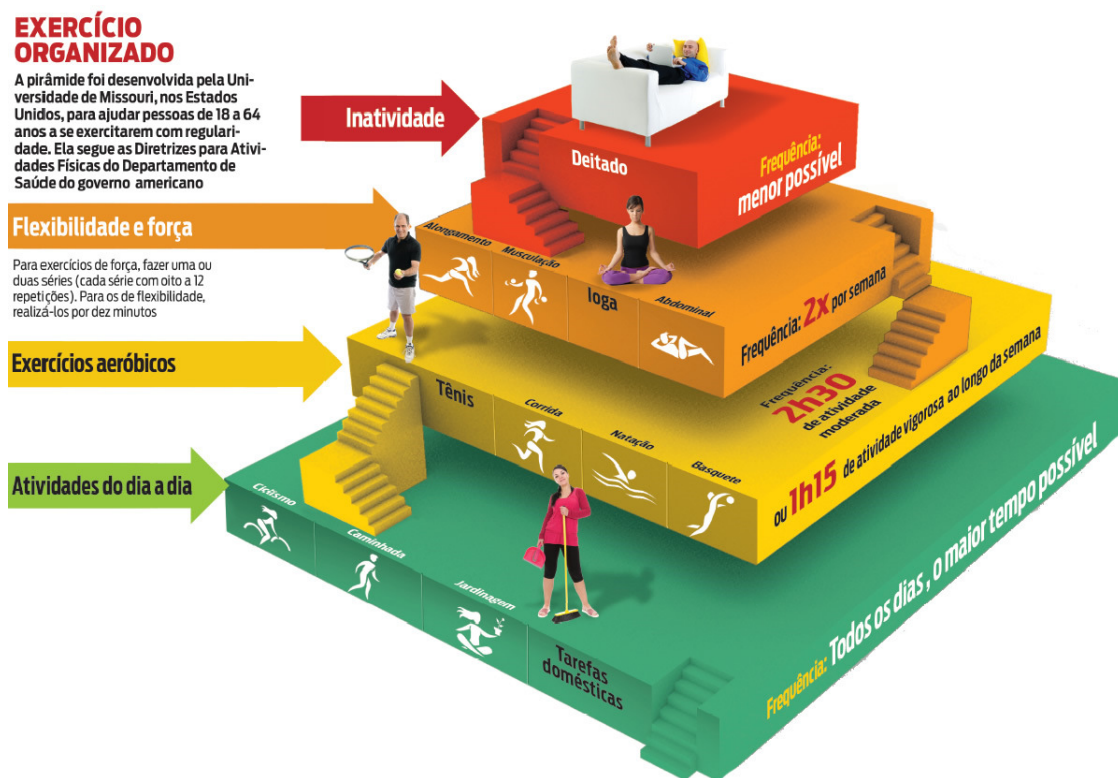 EXERCÍCIO
ORGANIZADO
A pirâmide foi desenvolvida pela Uni-
versidade de Missouri, nos Estados
Unidos, para ajudar pessoas de 18 a 64
anos a se exercitarem com regulari-
dade. Ela segue as Diretrizes para Ativi-
dades Físicas do Departamento de
Saúde do governo americano
Inatividade
Deitado
Frequência:
menor possível
Flexibilidade e força
Para exercícios de força, fazer uma ou
duas séries (cada série com oito a 12
repetições). Para os de flexibilidade,
realizá-los por dez minutos
Alongamento
Musculação
Ioga
Abdominal
Frequência: 2x por semana
Exercícios aeróbicos
Tênis
Corrida
Natação
Basquete
Frequência:
2h30
de atividade
moderada
ou 1h15 de atividade vigorosa ao longo da semana
Atividades do dia a dia
Ciclismo
Caminhada
Jardinagem
Tarefas
domésticas
Frequência: Todos os dias, o maior tempo possível